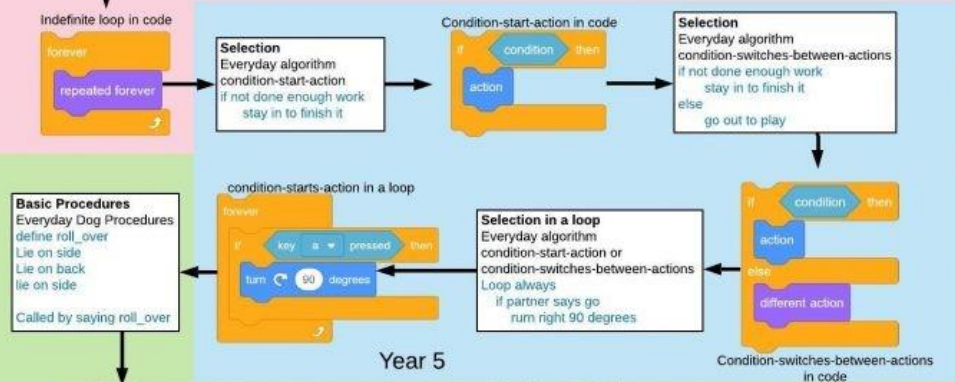 Indefinite loop in code
forever
repeated forever
Selection
Everyday algorithm
condition-start-action
if not done enough work
stay in to finish it
Condition-start-action in code
if condition then
action
Selection
Everyday algorithm
condition-switches-between-actions
if not done enough work
stay in to finish it
else
go out to play
if condition then
action
else
different action
Condition-switches-between-actions
in code
Selection in a loop
Everyday algorithm
condition-start-action or
condition-switches-between-actions
Loop always
if partner says go
rurn right 90 degrees
condition-starts-action in a loop
forever
if key a pressed then
turn 90 degrees
Basic Procedures
Everyday Dog Procedures
define roll_over
Lie on side
Lie on back
lie on side
Called by saying roll_over
Year 5